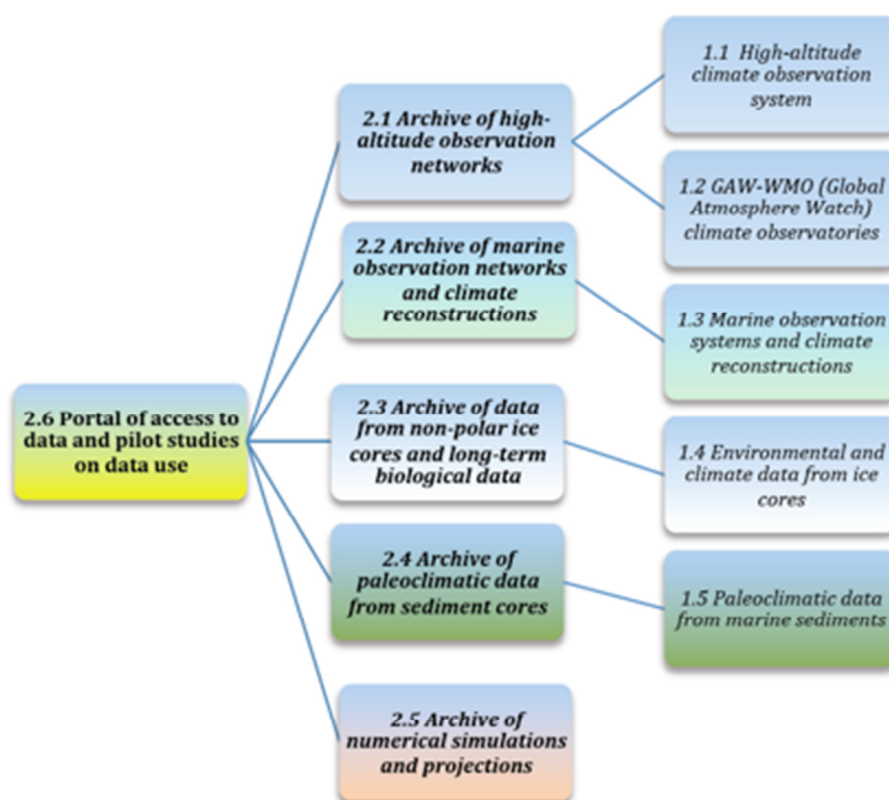 1.1 High-altitude
climate observation
system
2.1 Archive of high-
altitude observation
networks
1.2 GAW-WMO (Global
Atmosphere Watch)
climate observatories
2.2 Archive of marine
observation networks
and climate
reconstructions
1.3 Marine observation
systems and climate
reconstructions
2.6 Portal of access to
data and pilot studies
on data use
2.3 Archive of data
from non-polar ice
cores and long-term
biological data
1.4 Environmental and
climate data from ice
cores
2.4 Archive of
paleoclimatic data
from sediment cores
1.5 Paleoclimatic data
from marine sediments
2.5 Archive of
numerical simulations
and projections